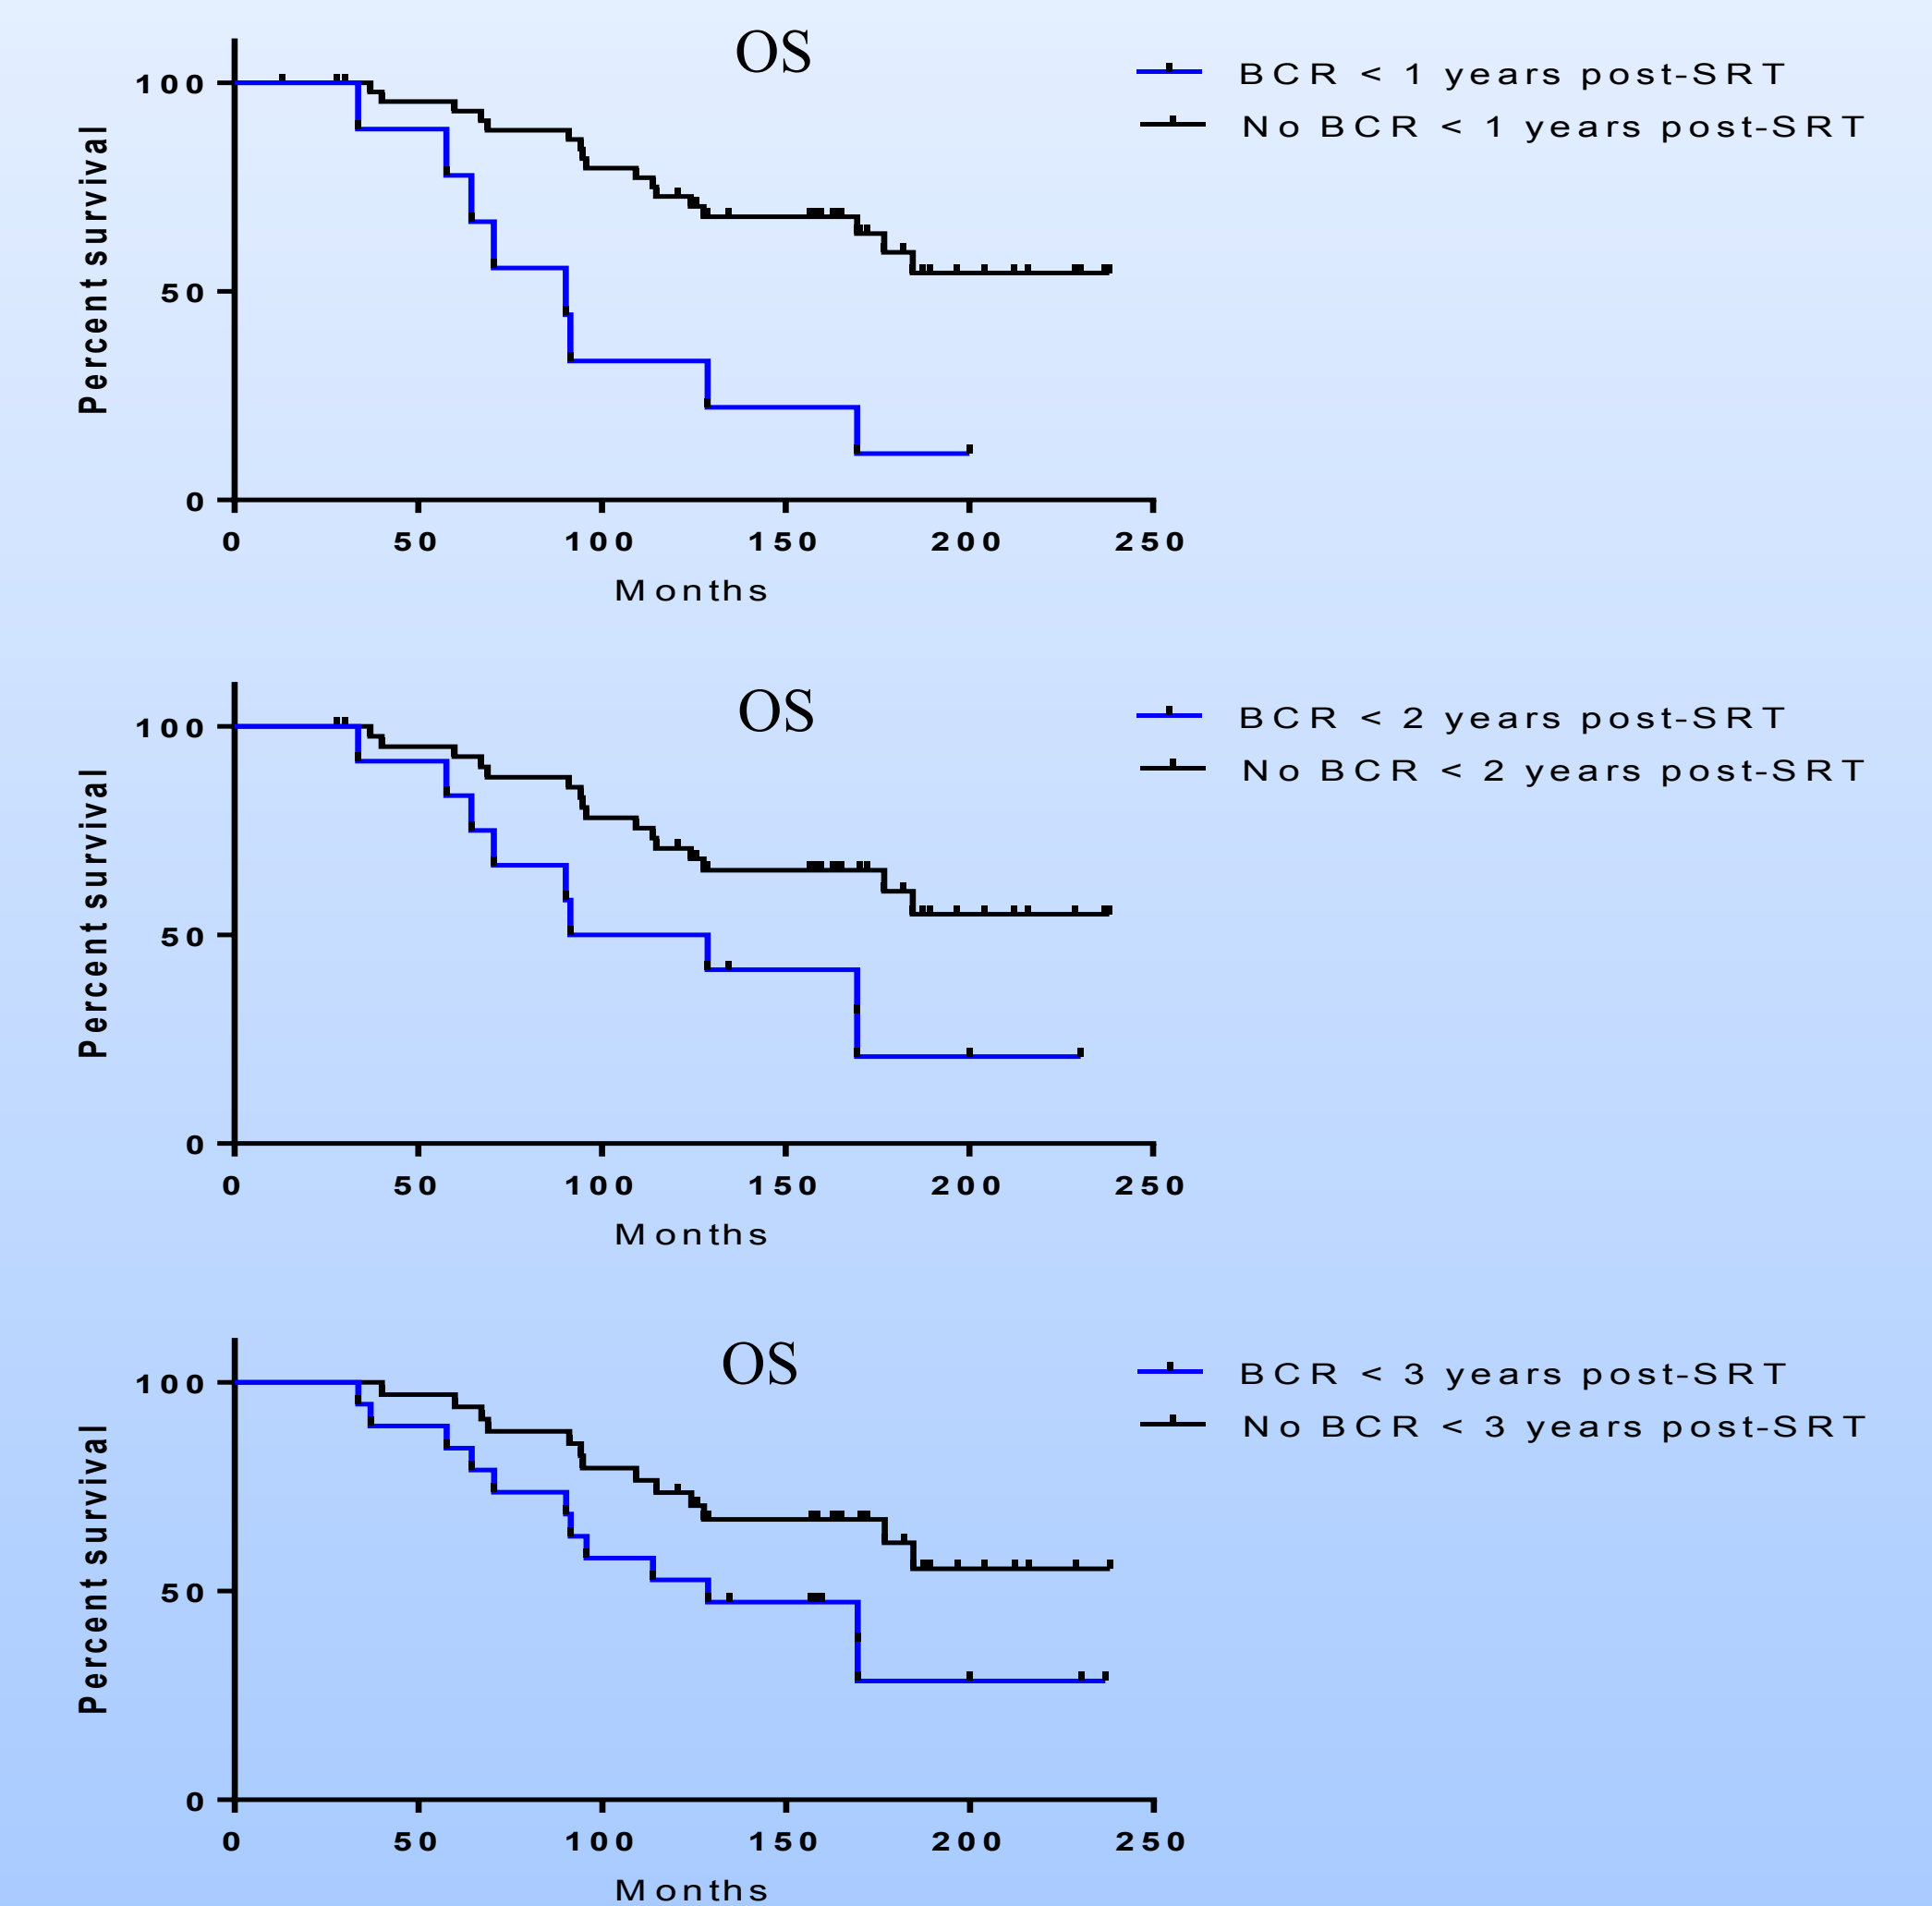 OS
BCR < 1 years post-SRT
No BCR < 1 years post-SRT
Percent survival
100
50
0
0 50 100 150 200 250
Months
OS
BCR < 2 years post-SRT
No BCR < 2 years post-SRT
Percent survival
100
50
0
0 50 100 150 200 250
Months
OS
BCR < 3 years post-SRT
No BCR < 3 years post-SRT
Percent survival
100
50
0
0 50 100 150 200 250
Months